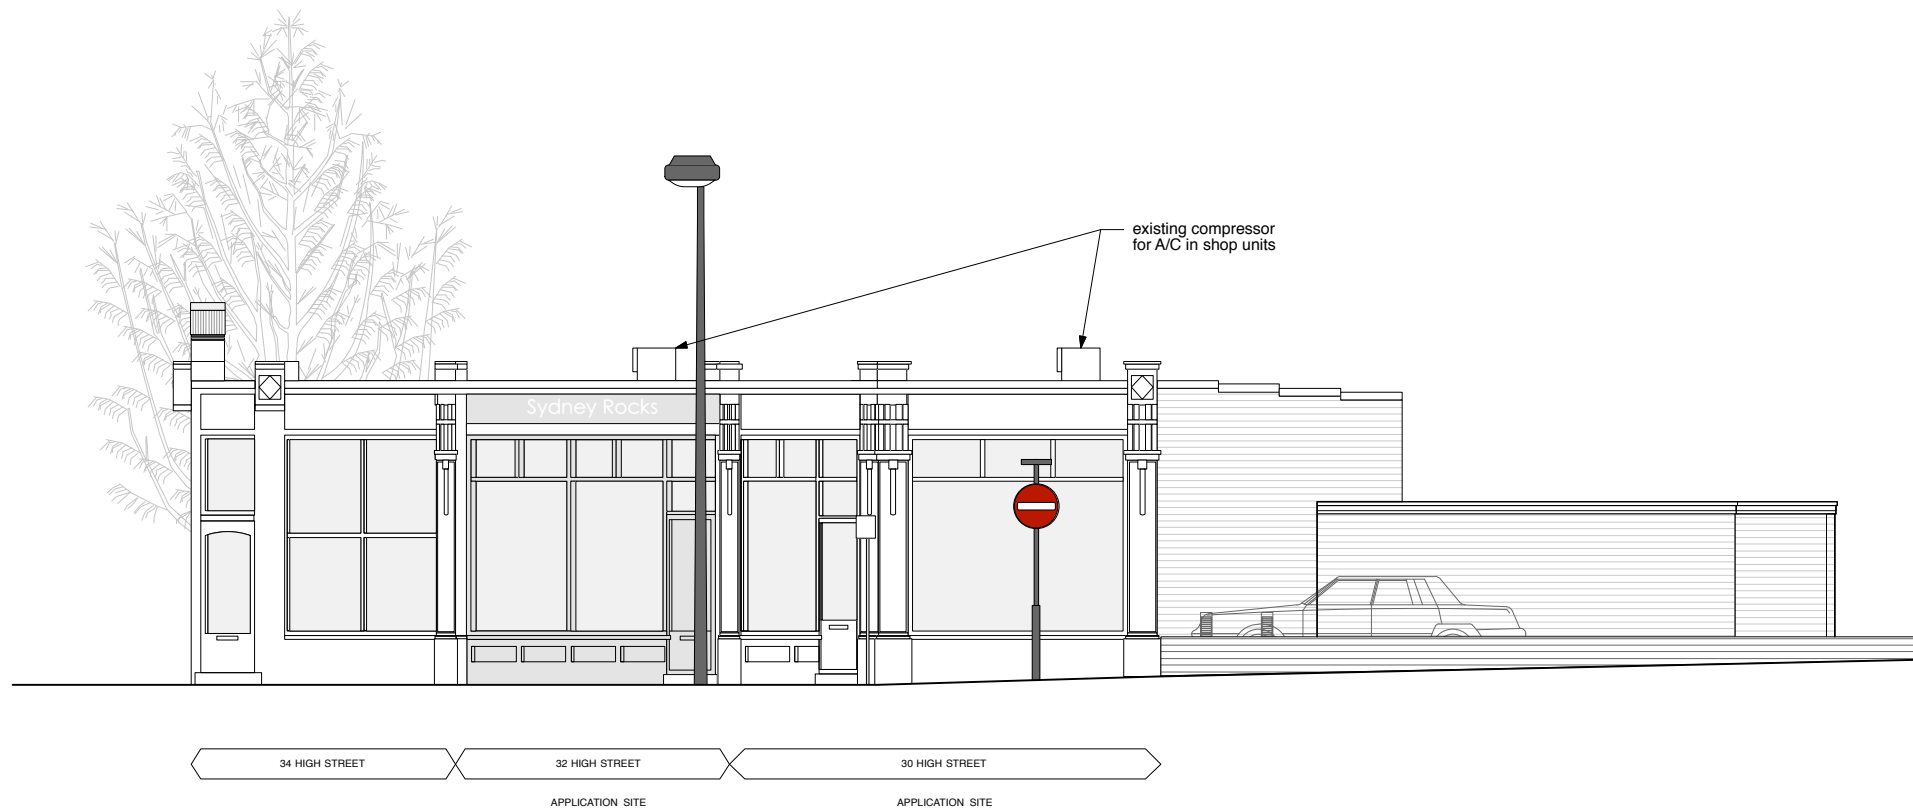 existing compressor
for A/C in shop units
Sydney Rocks
34 HIGH STREET
32 HIGH STREET
30 HIGH STREET
APPLICATION SITE
APPLICATION SITE